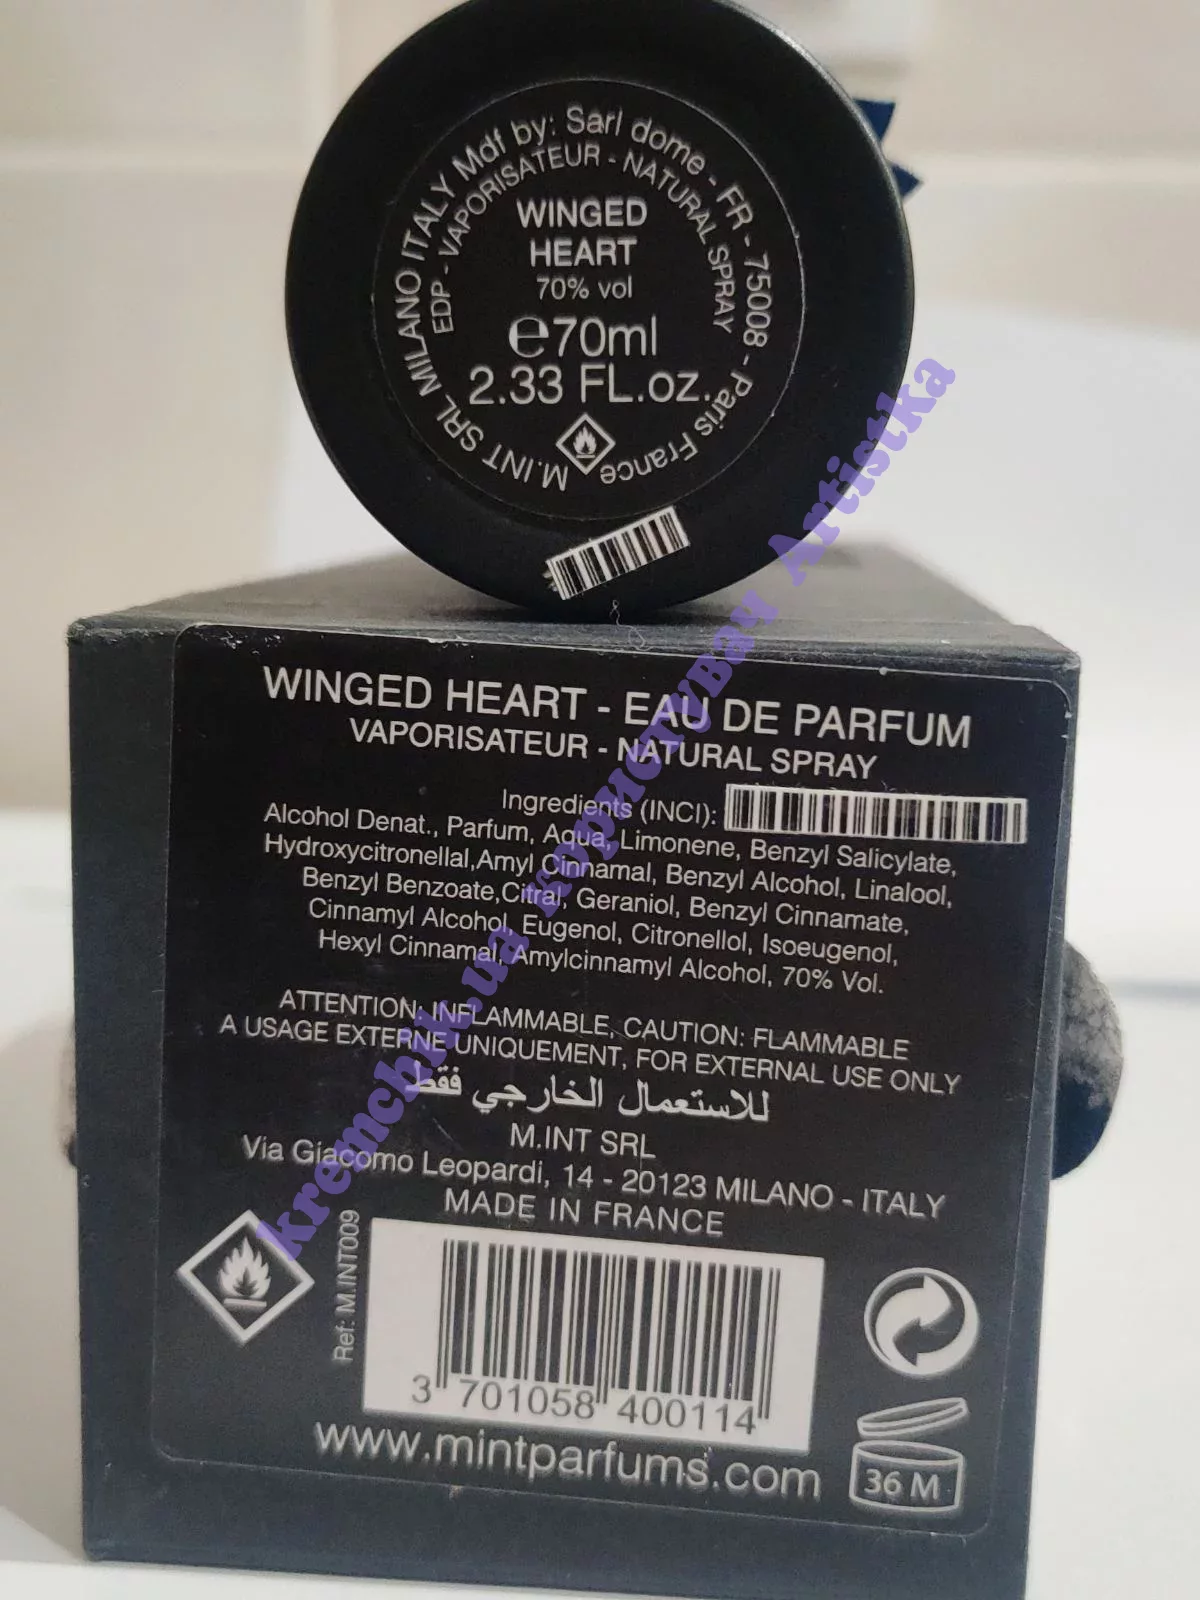 M.INT SRL MILANO ITALY Mdf by: Sarl dome - FR - 75008 - Paris France
EDP - VAPORISATEUR - NATURAL SPRAY
WINGED
HEART
70% vol
℮70ml
2.33 FL.oz.
WINGED HEART - EAU DE PARFUM
VAPORISATEUR - NATURAL SPRAY
Ingredients (INCI):
Alcohol Denat., Parfum, Aqua, Limonene, Benzyl Salicylate,
Hydroxycitronellal,Amyl Cinnamal, Benzyl Alcohol, Linalool,
Benzyl Benzoate,Citral, Geraniol, Benzyl Cinnamate,
Cinnamyl Alcohol, Eugenol, Citronellol, Isoeugenol,
Hexyl Cinnamal, Amylcinnamyl Alcohol, 70% Vol.
ATTENTION: INFLAMMABLE, CAUTION: FLAMMABLE
A USAGE EXTERNE UNIQUEMENT, FOR EXTERNAL USE ONLY
للاستعمال الخارجي فقط
M.INT SRL
Via Giacomo Leopardi, 14 - 20123 MILANO - ITALY
MADE IN FRANCE
Ref: M.INT009
3 701058 400114
www.mintparfums.com
36 M
kremchik.ua користувач Artistka